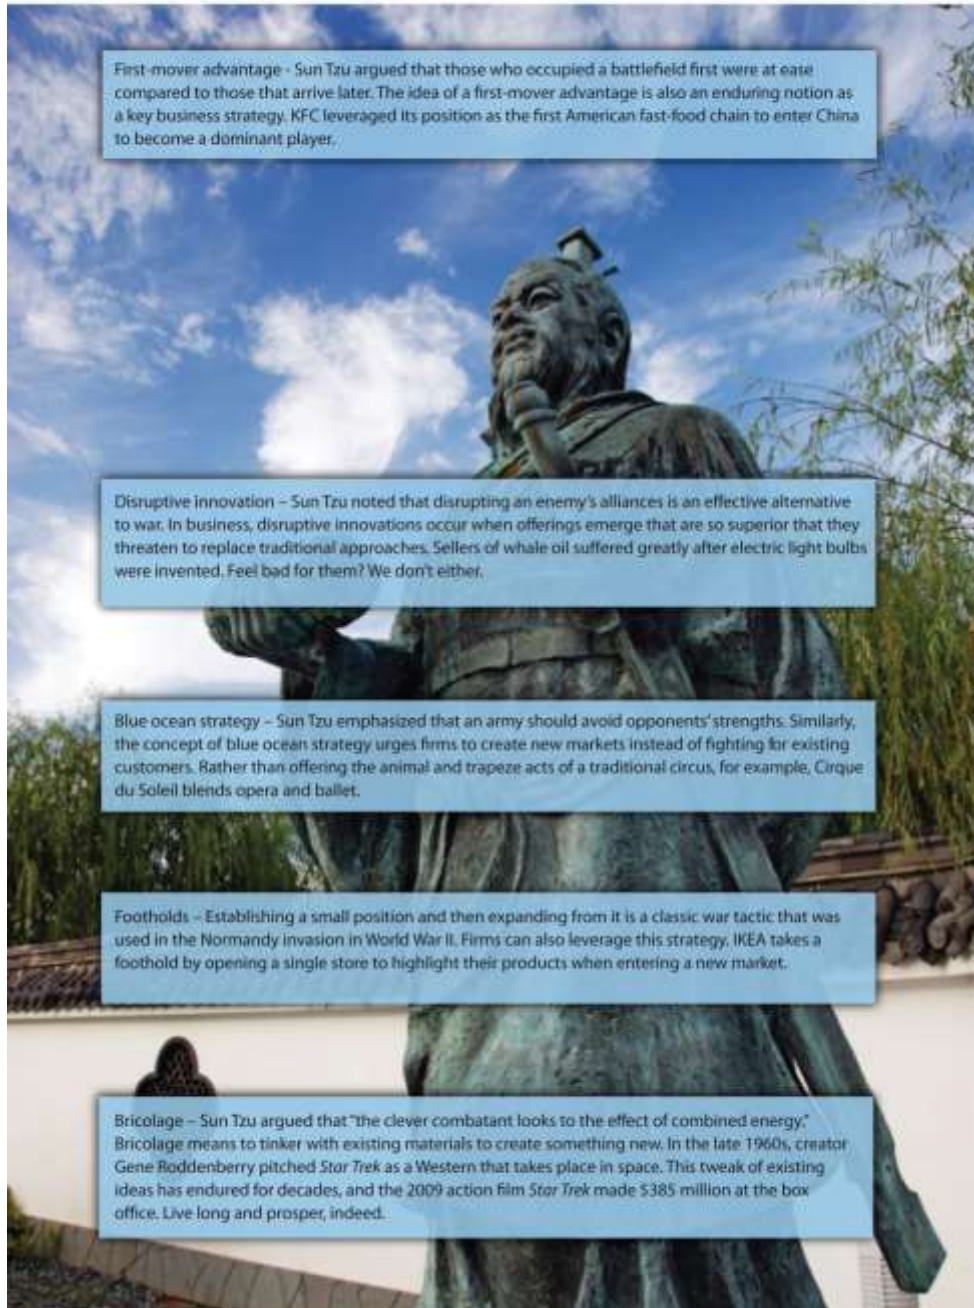 First-mover advantage - Sun Tzu argued that those who occupied a battlefield first were at ease
compared to those that arrive later. The idea of a first-mover advantage is also an enduring notion as
a key business strategy. KFC leveraged its position as the first American fast-food chain to enter China
to become a dominant player.
Disruptive innovation – Sun Tzu noted that disrupting an enemy's alliances is an effective alternative
to war. In business, disruptive innovations occur when offerings emerge that are so superior that they
threaten to replace traditional approaches. Sellers of whale oil suffered greatly after electric light bulbs
were invented. Feel bad for them? We don't either.
Blue ocean strategy – Sun Tzu emphasized that an army should avoid opponents' strengths. Similarly,
the concept of blue ocean strategy urges firms to create new markets instead of fighting for existing
customers. Rather than offering the animal and trapeze acts of a traditional circus, for example, Cirque
du Soleil blends opera and ballet.
Footholds – Establishing a small position and then expanding from it is a classic war tactic that was
used in the Normandy invasion in World War II. Firms can also leverage this strategy. IKEA takes a
foothold by opening a single store to highlight their products when entering a new market.
Bricolage – Sun Tzu argued that "the clever combatant looks to the effect of combined energy."
Bricolage means to tinker with existing materials to create something new. In the late 1960s, creator
Gene Roddenberry pitched Star Trek as a Western that takes place in space. This tweak of existing
ideas has endured for decades, and the 2009 action film Star Trek made $385 million at the box
office. Live long and prosper, indeed.